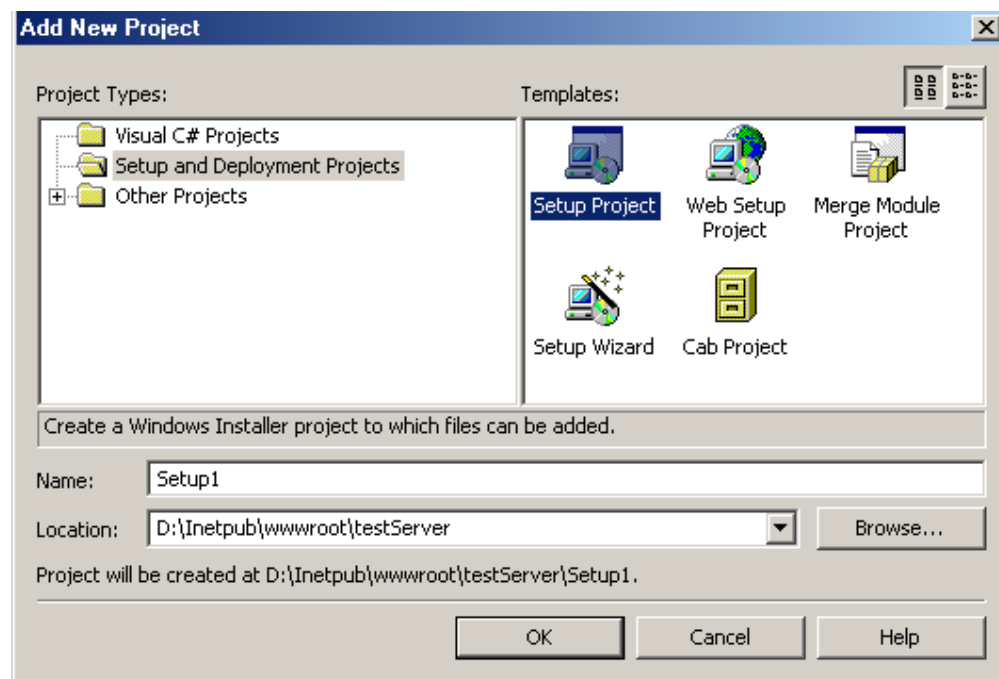 Add New Project
Project Types:
Templates:
Visual C# Projects
Setup and Deployment Projects
Other Projects
Setup Project
Web Setup
Project
Merge Module
Project
Setup Wizard
Cab Project
Create a Windows Installer project to which files can be added.
Name:
Setup1
Location:
D:\Inetpub\wwwroot\testServer
Browse...
Project will be created at D:\Inetpub\wwwroot\testServer\Setup1.
OK
Cancel
Help